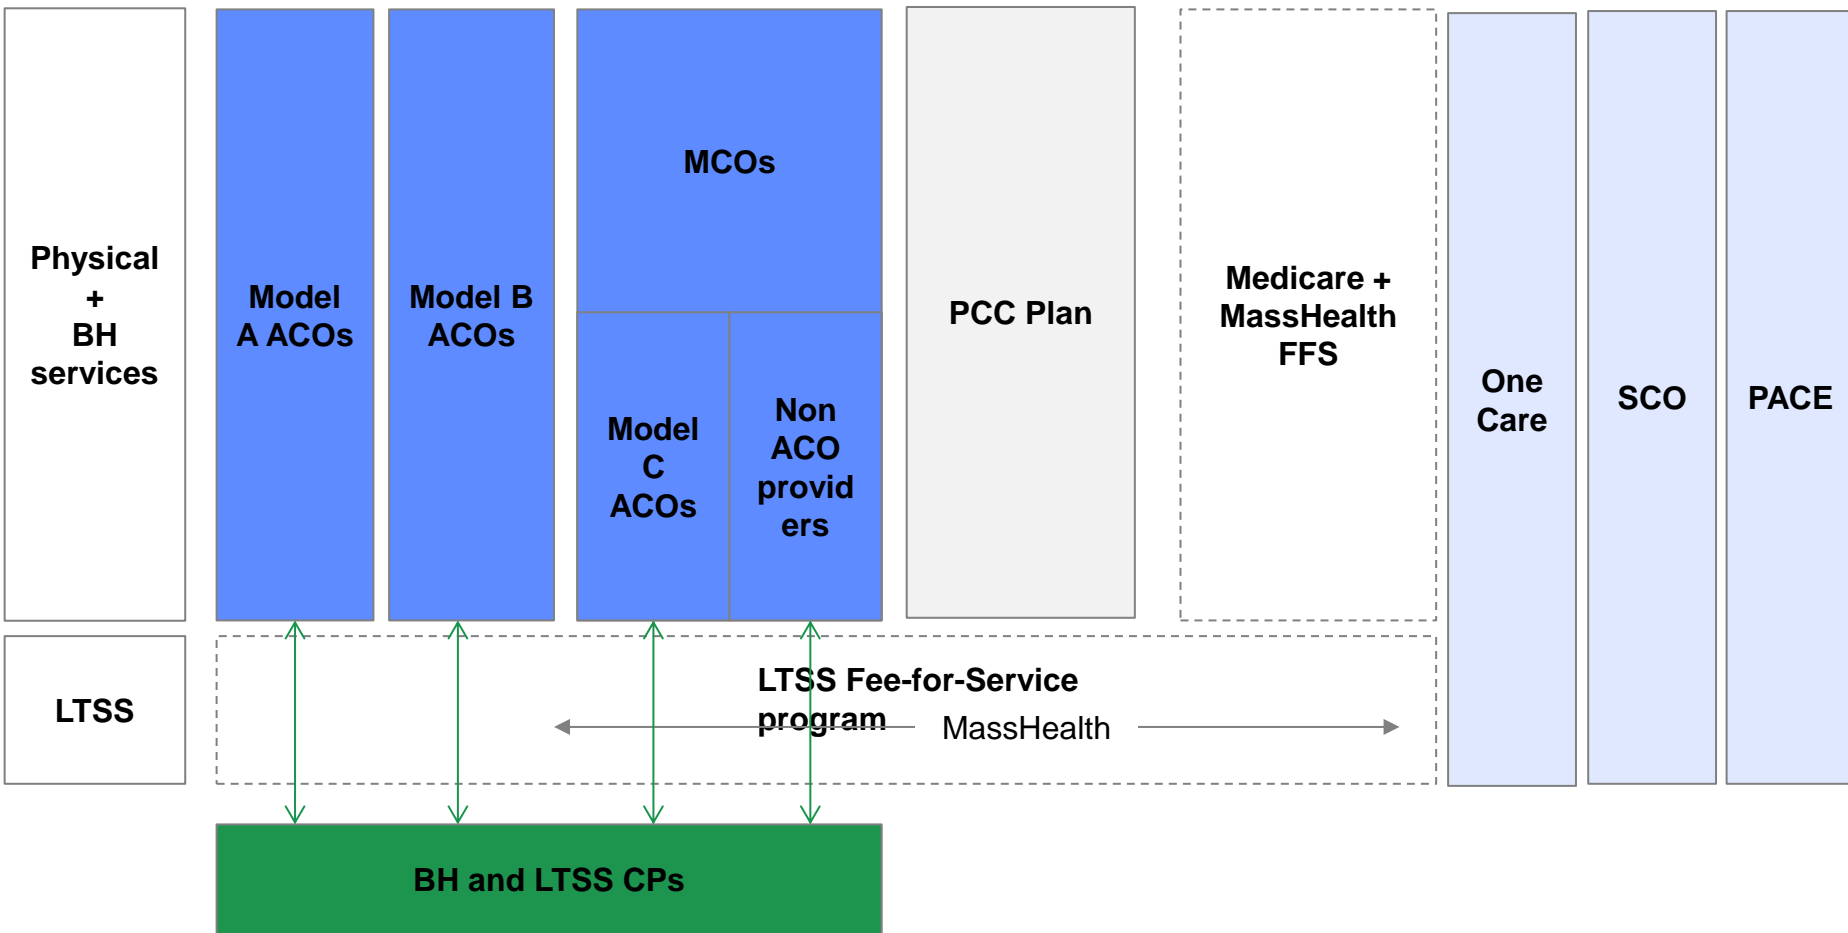 Physical
+
BH
services
Model
A ACOs
Model B
ACOs
MCOs
Model
C
ACOs
Non
ACO
provid
ers
PCC Plan
Medicare +
MassHealth
FFS
One
Care
SCO
PACE
LTSS
LTSS Fee-for-Service
program
MassHealth
BH and LTSS CPs